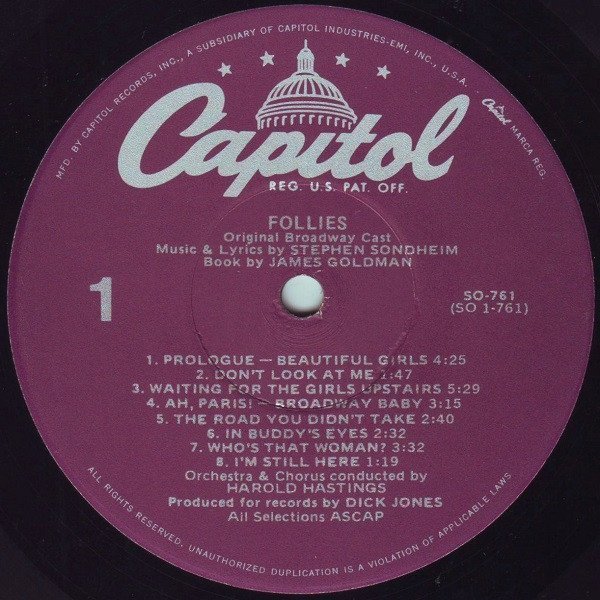 MFD. BY CAPITOL RECORDS, INC., A SUBSIDIARY OF CAPITOL INDUSTRIES-EMI, INC., U.S.A. . Capitol MARCA REG.
Capitol
REG. U.S. PAT. OFF.
FOLLIES
Original Broadway Cast
Music & Lyrics by STEPHEN SONDHEIM
Book by JAMES GOLDMAN
1
SO-761
(SO 1-761)
1. PROLOGUE — BEAUTIFUL GIRLS 4:25
2. DON'T LOOK AT ME 1:47
3. WAITING FOR THE GIRLS UPSTAIRS 5:29
4. AH, PARIS! — BROADWAY BABY 3:15
5. THE ROAD YOU DIDN'T TAKE 2:40
6. IN BUDDY'S EYES 2:32
7. WHO'S THAT WOMAN? 3:32
8. I'M STILL HERE 1:19
Orchestra & Chorus conducted by
HAROLD HASTINGS
Produced for records by DICK JONES
All Selections ASCAP
ALL RIGHTS RESERVED, UNAUTHORIZED DUPLICATION IS A VIOLATION OF APPLICABLE LAWS